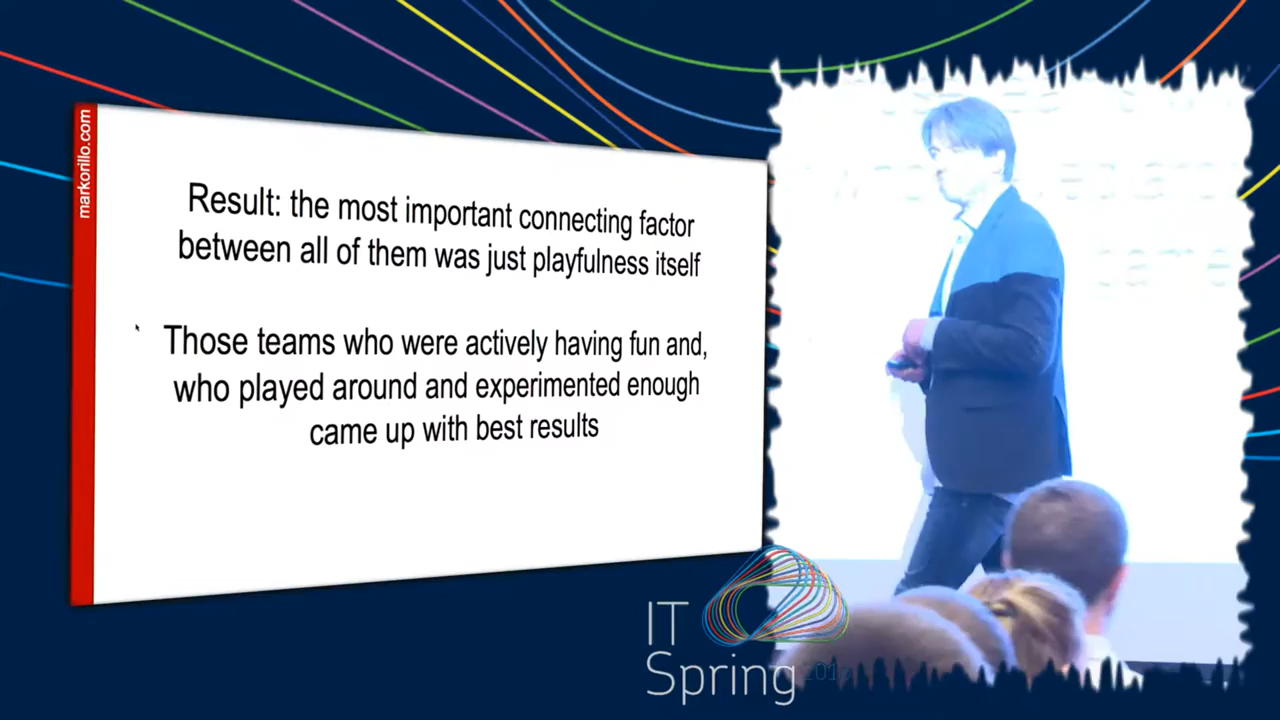 markorillo.com
Result: the most important connecting factor
between all of them was just playfulness itself
Those teams who were actively having fun and,
who played around and experimented enough
came up with best results
IT
Spring